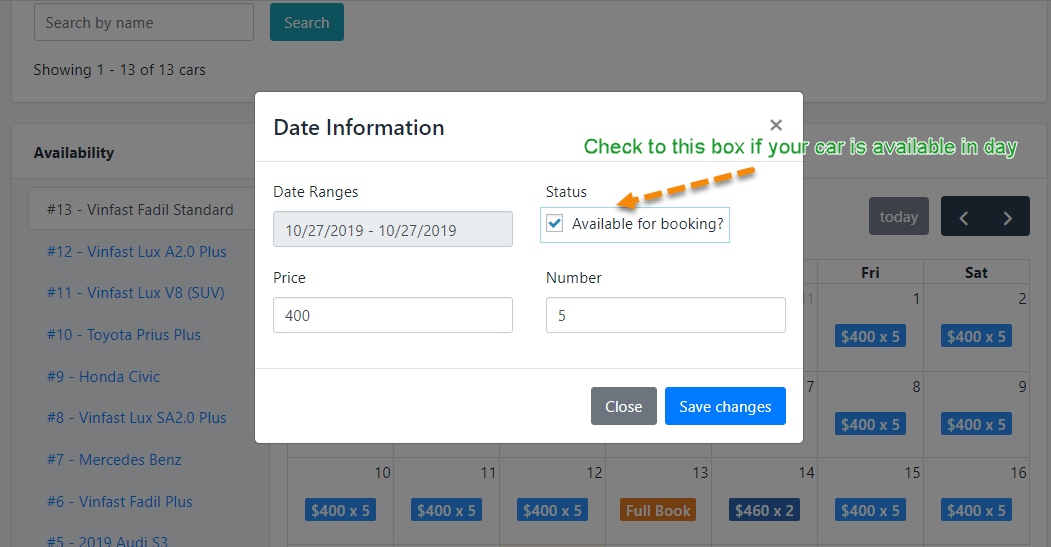 Search by name
Search
Showing 1 - 13 of 13 cars
Date Information
×
Check to this box if your car is available in day
Availability
Date Ranges
Status
10/27/2019 - 10/27/2019
Available for booking?
Price
Number
400
5
Close
Save changes
#13 - Vinfast Fadil Standard
#12 - Vinfast Lux A2.0 Plus
#11 - Vinfast Lux V8 (SUV)
#10 - Toyota Prius Plus
#9 - Honda Civic
#8 - Vinfast Lux SA2.0 Plus
#7 - Mercedes Benz
#6 - Vinfast Fadil Plus
#5 - 2019 Audi S3
today
Fri Sat
1 2
$400 x 5 $400 x 5
7 8 9
$400 x 5 $400 x 5
10 11 12 13 14 15 16
$400 x 5 $400 x 5 $400 x 5 Full Book $460 x 2 $400 x 5 $400 x 5